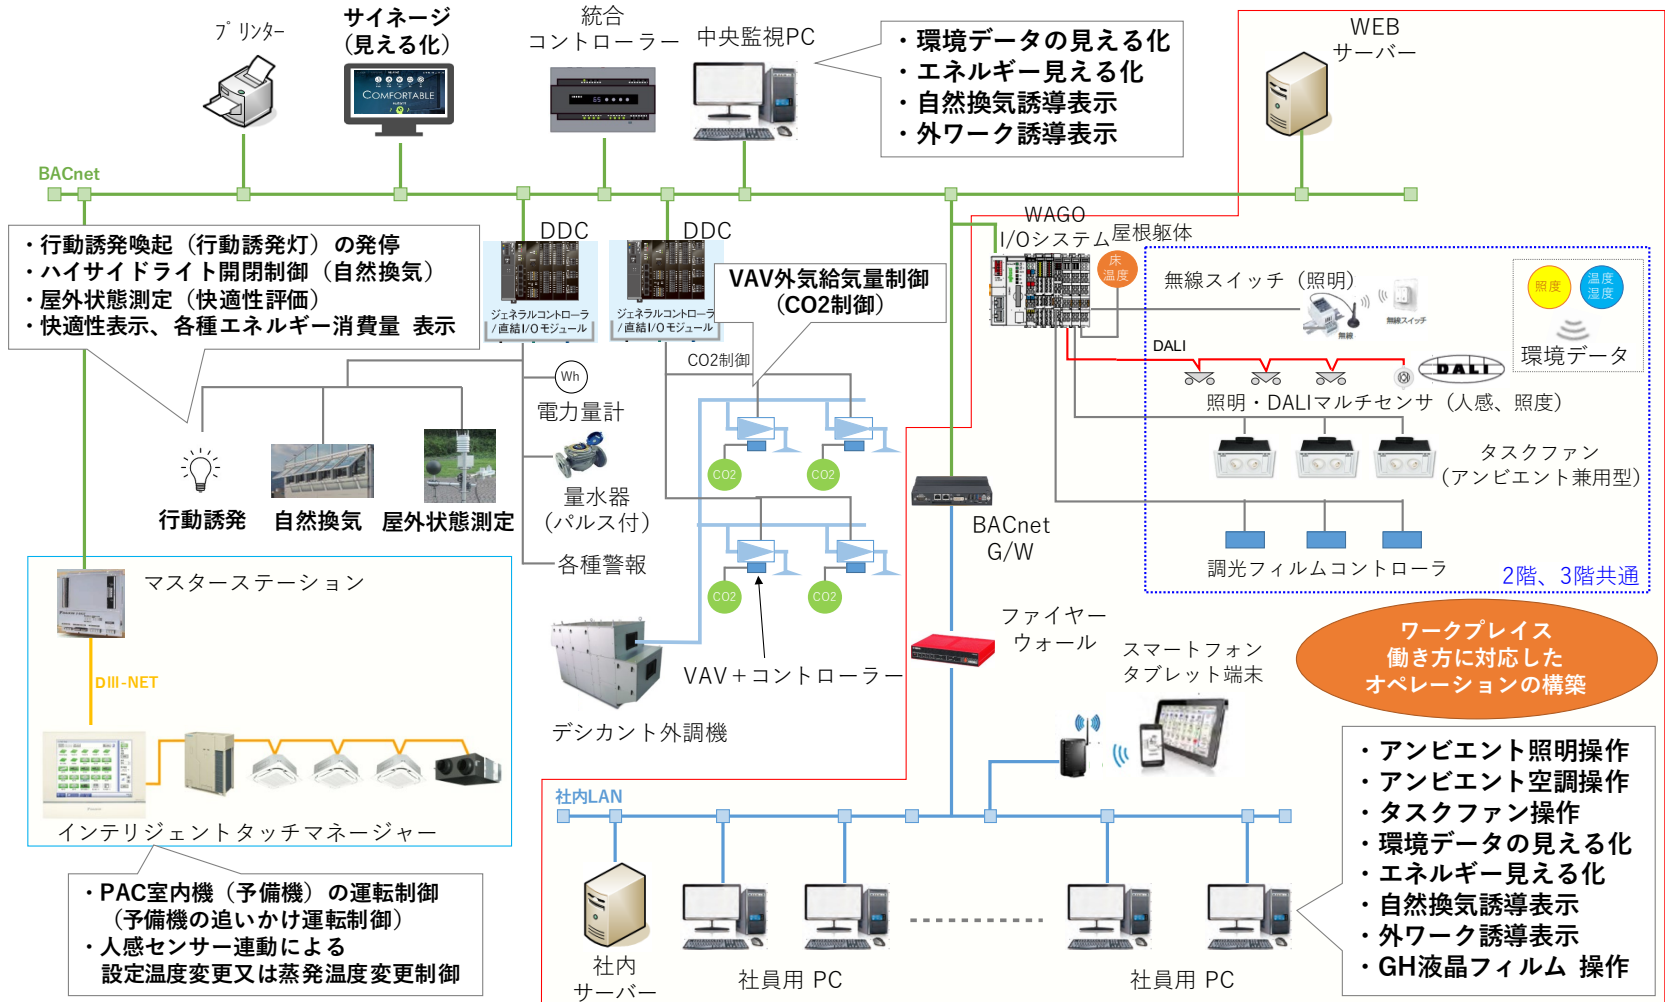 プリンター
サイネージ
(見える化)
COMFORTABLE
統合
コントローラー
中央監視PC
・環境データの見える化
・エネルギー見える化
・自然換気誘導表示
・外ワーク誘導表示
WEB
サーバー
BACnet
・行動誘発喚起（行動誘発灯）の発停
・ハイサイドライト開閉制御（自然換気）
・屋外状態測定（快適性評価）
・快適性表示、各種エネルギー消費量 表示
DDC
ジェネラルコントローラ
/直結I/Oモジュール
DDC
ジェネラルコントローラ
/直結I/Oモジュール
VAV外気給気量制御
(CO2制御)
CO2制御
WAGO
I/Oシステム
屋根躯体
床
温度
無線スイッチ（照明）
無線
無線スイッチ
照度
温度
湿度
環境データ
DALI
DALI
照明・DALIマルチセンサ（人感、照度）
タスクファン
(アンビエント兼用型)
調光フィルムコントローラ
2階、3階共通
Wh
電力量計
量水器
(パルス付)
各種警報
CO2
CO2
CO2
CO2
行動誘発
自然換気
屋外状態測定
VAV＋コントローラー
デシカント外調機
BACnet
G/W
ファイヤー
ウォール
スマートフォン
タブレット端末
ワークプレイス
働き方に対応した
オペレーションの構築
マスターステーション
DIII-NET
インテリジェントタッチマネージャー
・PAC室内機（予備機）の運転制御
（予備機の追いかけ運転制御）
・人感センサー連動による
設定温度変更又は蒸発温度変更制御
社内LAN
社内
サーバー
社員用 PC
社員用 PC
・アンビエント照明操作
・アンビエント空調操作
・タスクファン操作
・環境データの見える化
・エネルギー見える化
・自然換気誘導表示
・外ワーク誘導表示
・GH液晶フィルム 操作